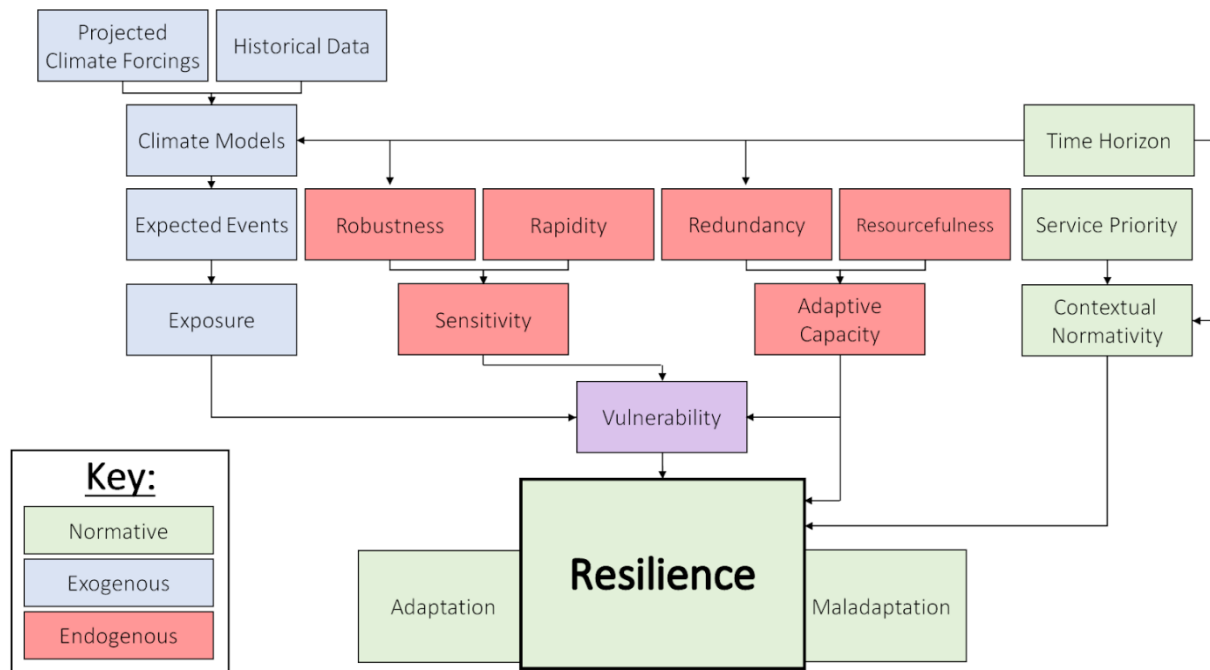 Projected
Climate Forcings
Historical Data
Climate Models
Time Horizon
Expected Events
Robustness
Rapidity
Redundancy
Resourcefulness
Service Priority
Exposure
Sensitivity
Adaptive
Capacity
Contextual
Normativity
Vulnerability
Key:
Normative
Exogenous
Endogenous
Resilience
Adaptation
Maladaptation